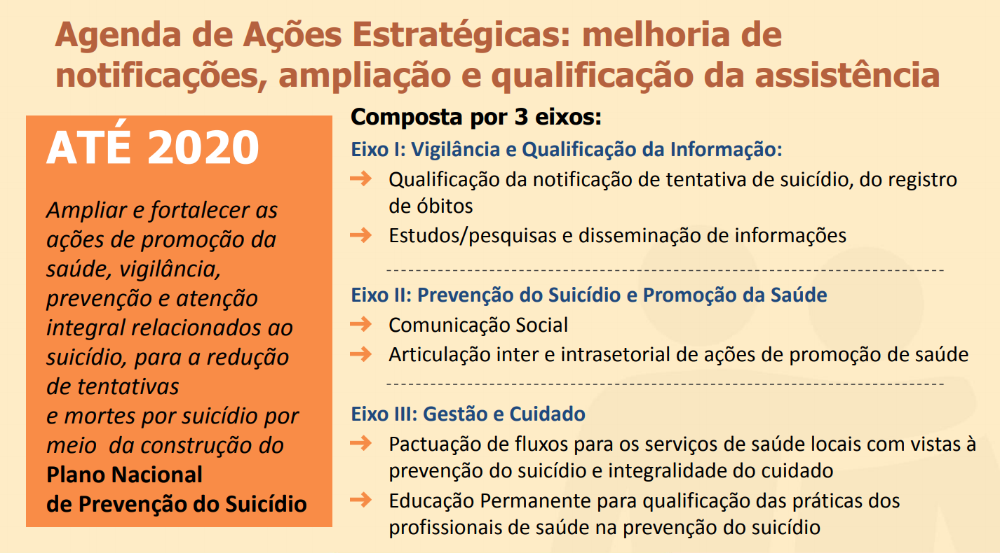 Agenda de Ações Estratégicas: melhoria de
notificações, ampliação e qualificação da assistência
ATÉ 2020
Ampliar e fortalecer as
ações de promoção da
saúde, vigilância,
prevenção e atenção
integral relacionados ao
suicídio, para a redução
de tentativas
e mortes por suicídio por
meio  da construção do
Plano Nacional
de Prevenção do Suicídio
Composta por 3 eixos:
Eixo I: Vigilância e Qualificação da Informação:
Qualificação da notificação de tentativa de suicídio, do registro
de óbitos
Estudos/pesquisas e disseminação de informações
Eixo II: Prevenção do Suicídio e Promoção da Saúde
Comunicação Social
Articulação inter e intrasetorial de ações de promoção de saúde
Eixo III: Gestão e Cuidado
Pactuação de fluxos para os serviços de saúde locais com vistas à
prevenção do suicídio e integralidade do cuidado
Educação Permanente para qualificação das práticas dos
profissionais de saúde na prevenção do suicídio